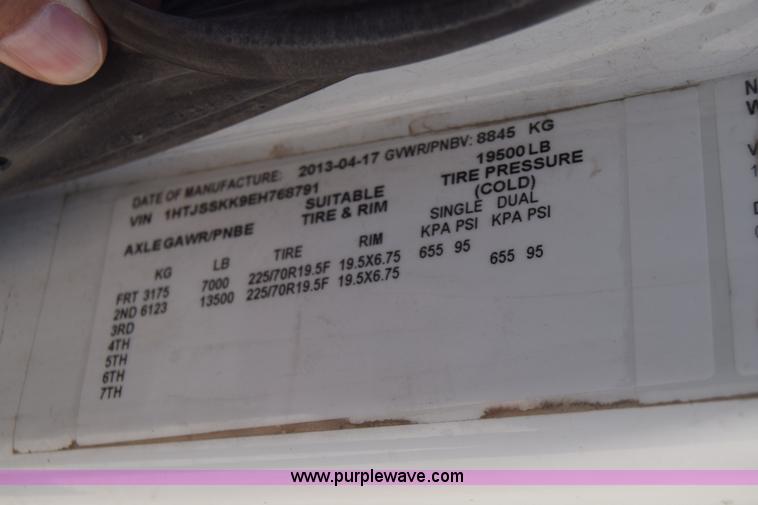 DATE OF MANUFACTURE: 2013-04-17 GVWR/PNBV: 8845 KG
VIN 1HTJSSKK9EH768791 19500 LB
SUITABLE TIRE PRESSURE
AXLE GAWR/PNBE TIRE & RIM (COLD)
SINGLE DUAL
KG LB TIRE RIM KPA PSI KPA PSI
FRT 3175 7000 225/70R19.5F 19.5X6.75 655 95
2ND 6123 13500 225/70R19.5F 19.5X6.75 655 95
3RD
4TH
5TH
6TH
7TH
www.purplewave.com